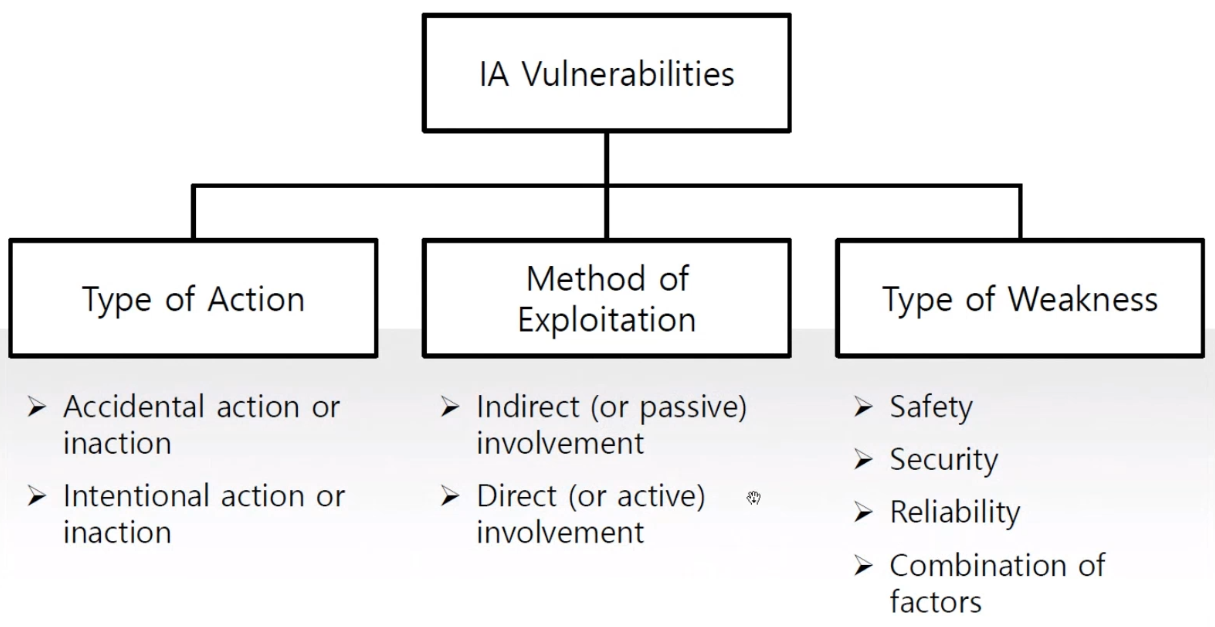 IA Vulnerabilities
Type of Action
➢ Accidental action or
inaction
➢ Intentional action or
inaction
Method of
Exploitation
➢ Indirect (or passive)
involvement
➢ Direct (or active)
involvement
Type of Weakness
➢ Safety
➢ Security
➢ Reliability
➢ Combination of
factors